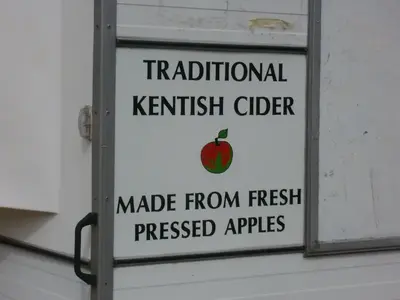 TRADITIONAL
KENTISH CIDER
MADE FROM FRESH
PRESSED APPLES